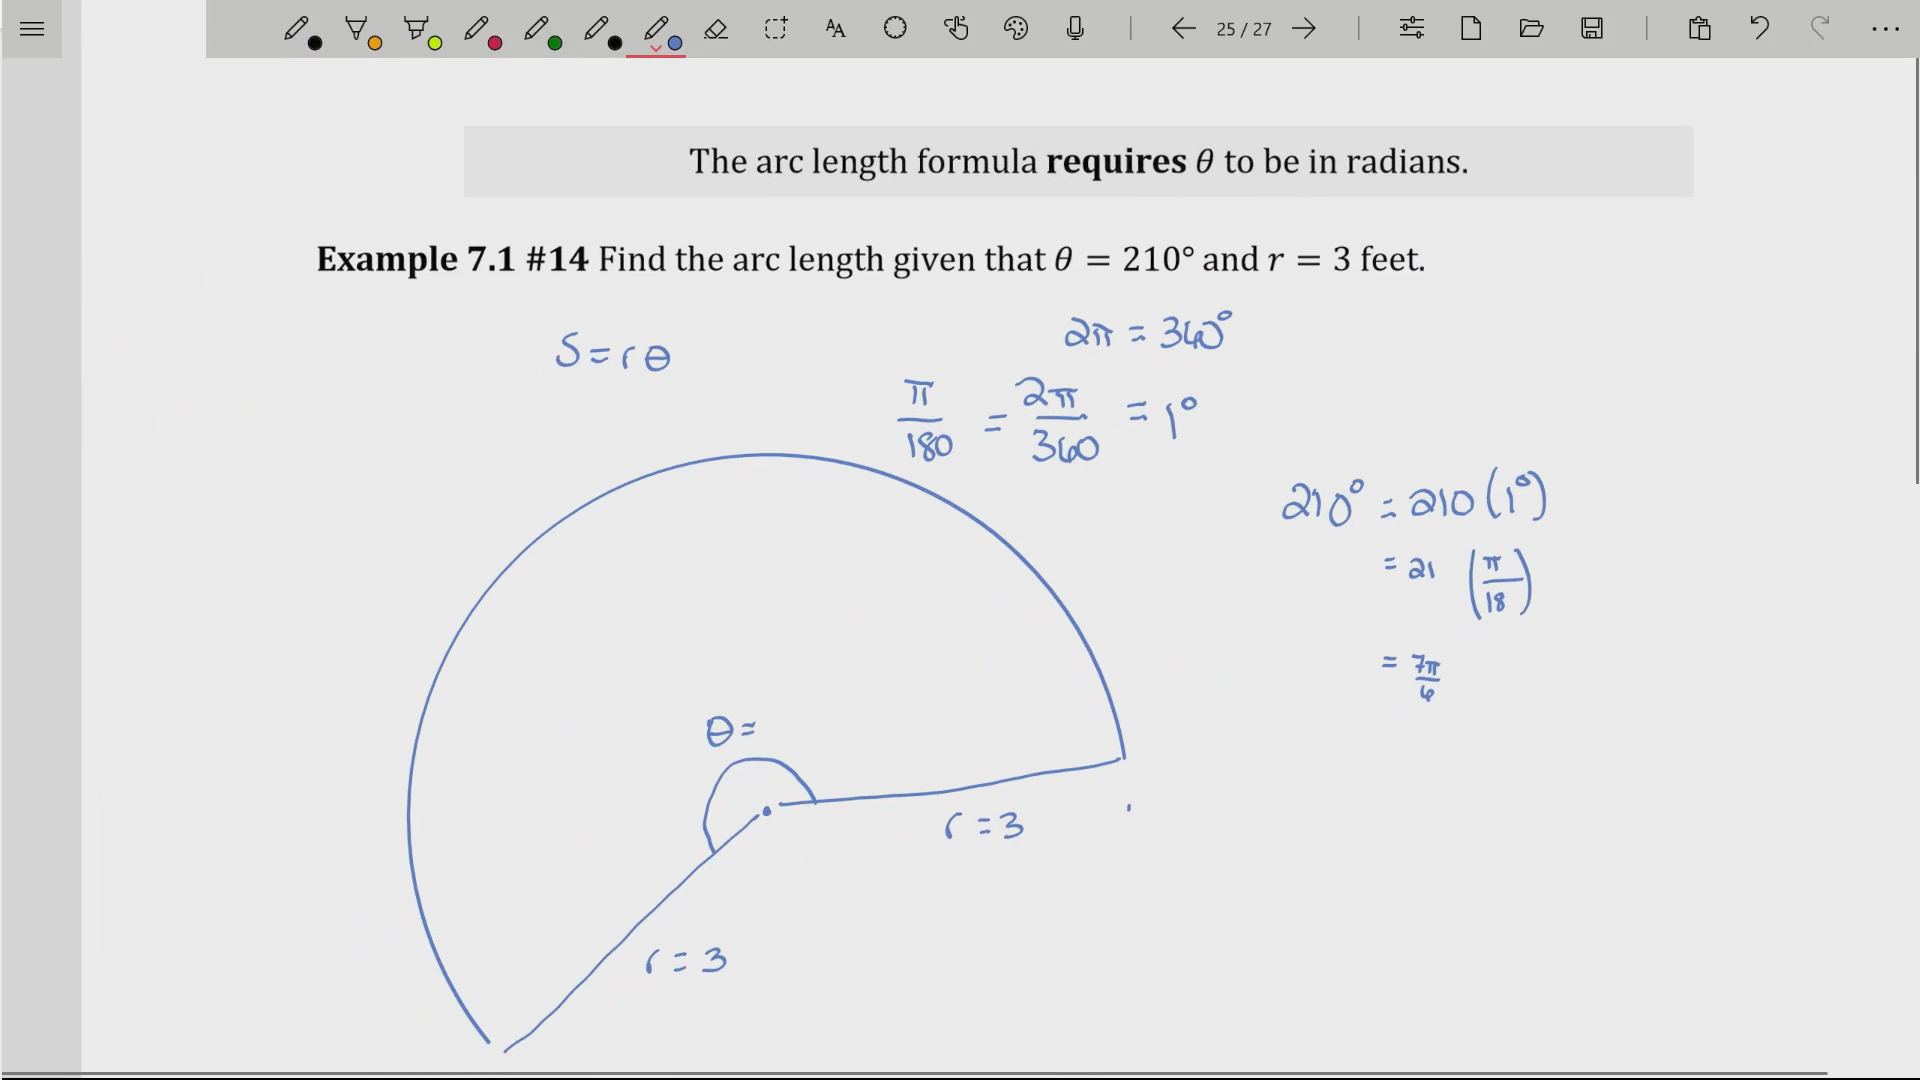 25 / 27
The arc length formula requires θ to be in radians.
Example 7.1 #14 Find the arc length given that θ = 210° and r = 3 feet.
S = r θ
2π = 360°
π/180 = 2π/360 = 1°
210° = 210 (1°)
= 21 (π/18)
= 7π/6
θ =
r = 3
r = 3